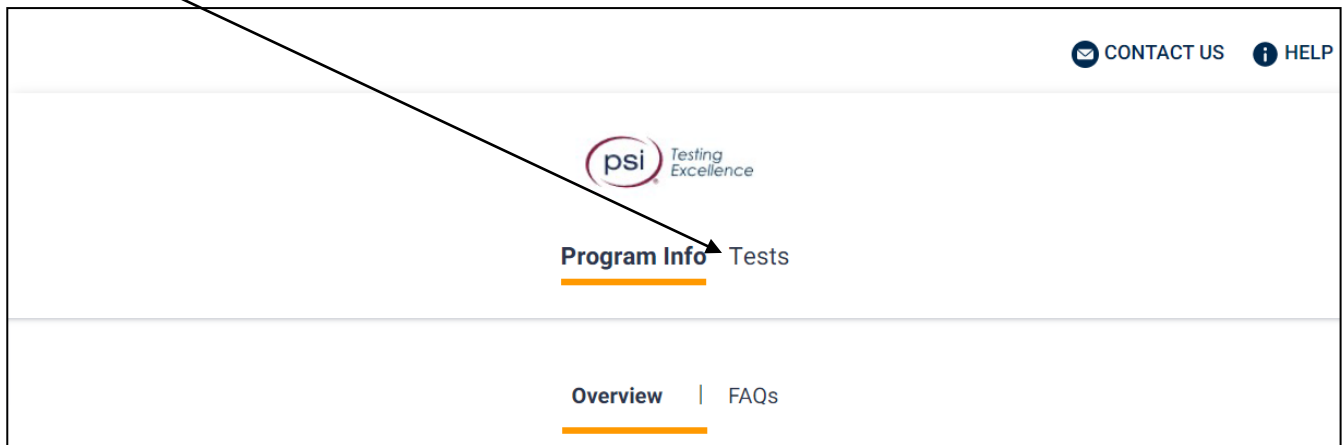 CONTACT US HELP
psi Testing
Excellence
Program Info Tests
Overview | FAQs